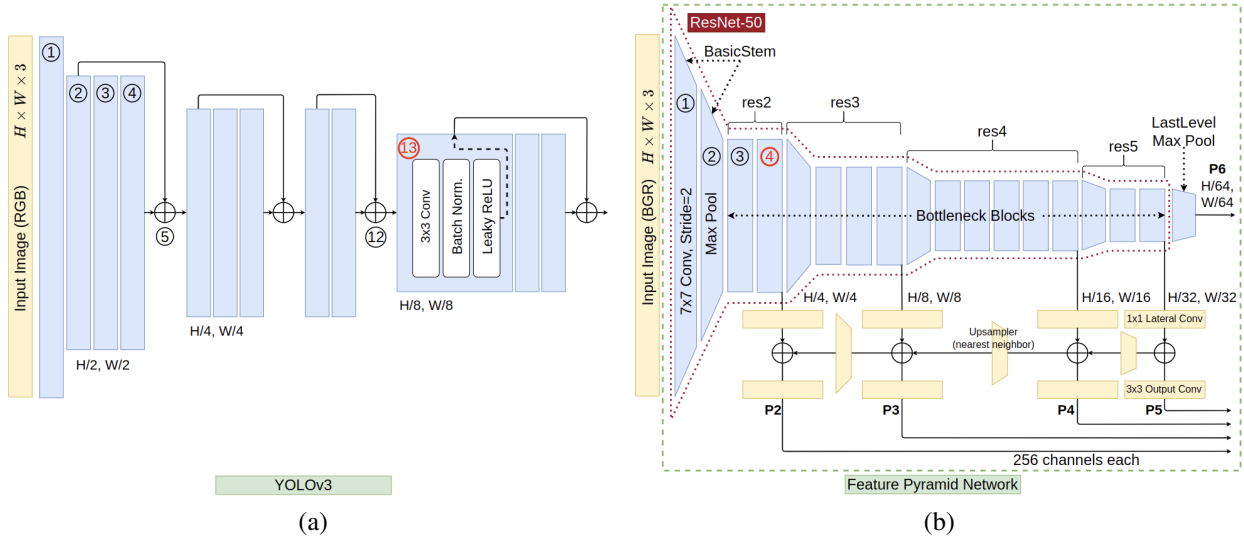 Input Image (RGB) H × W × 3
①
②
③
④
⑤
⑫
⑬
3x3 Conv
Batch Norm.
Leaky ReLU
H/2, W/2
H/4, W/4
H/8, W/8
YOLOv3
(a)
Input Image (BGR) H × W × 3
ResNet-50
BasicStem
①
②
③
④
7x7 Conv, Stride=2
Max Pool
res2
res3
res4
res5
LastLevel
Max Pool
P6
H/64,
W/64
Bottleneck Blocks
H/4, W/4
H/8, W/8
H/16, W/16
H/32, W/32
1x1 Lateral Conv
Upsampler
(nearest neighbor)
3x3 Output Conv
P2
P3
P4
P5
256 channels each
Feature Pyramid Network
(b)